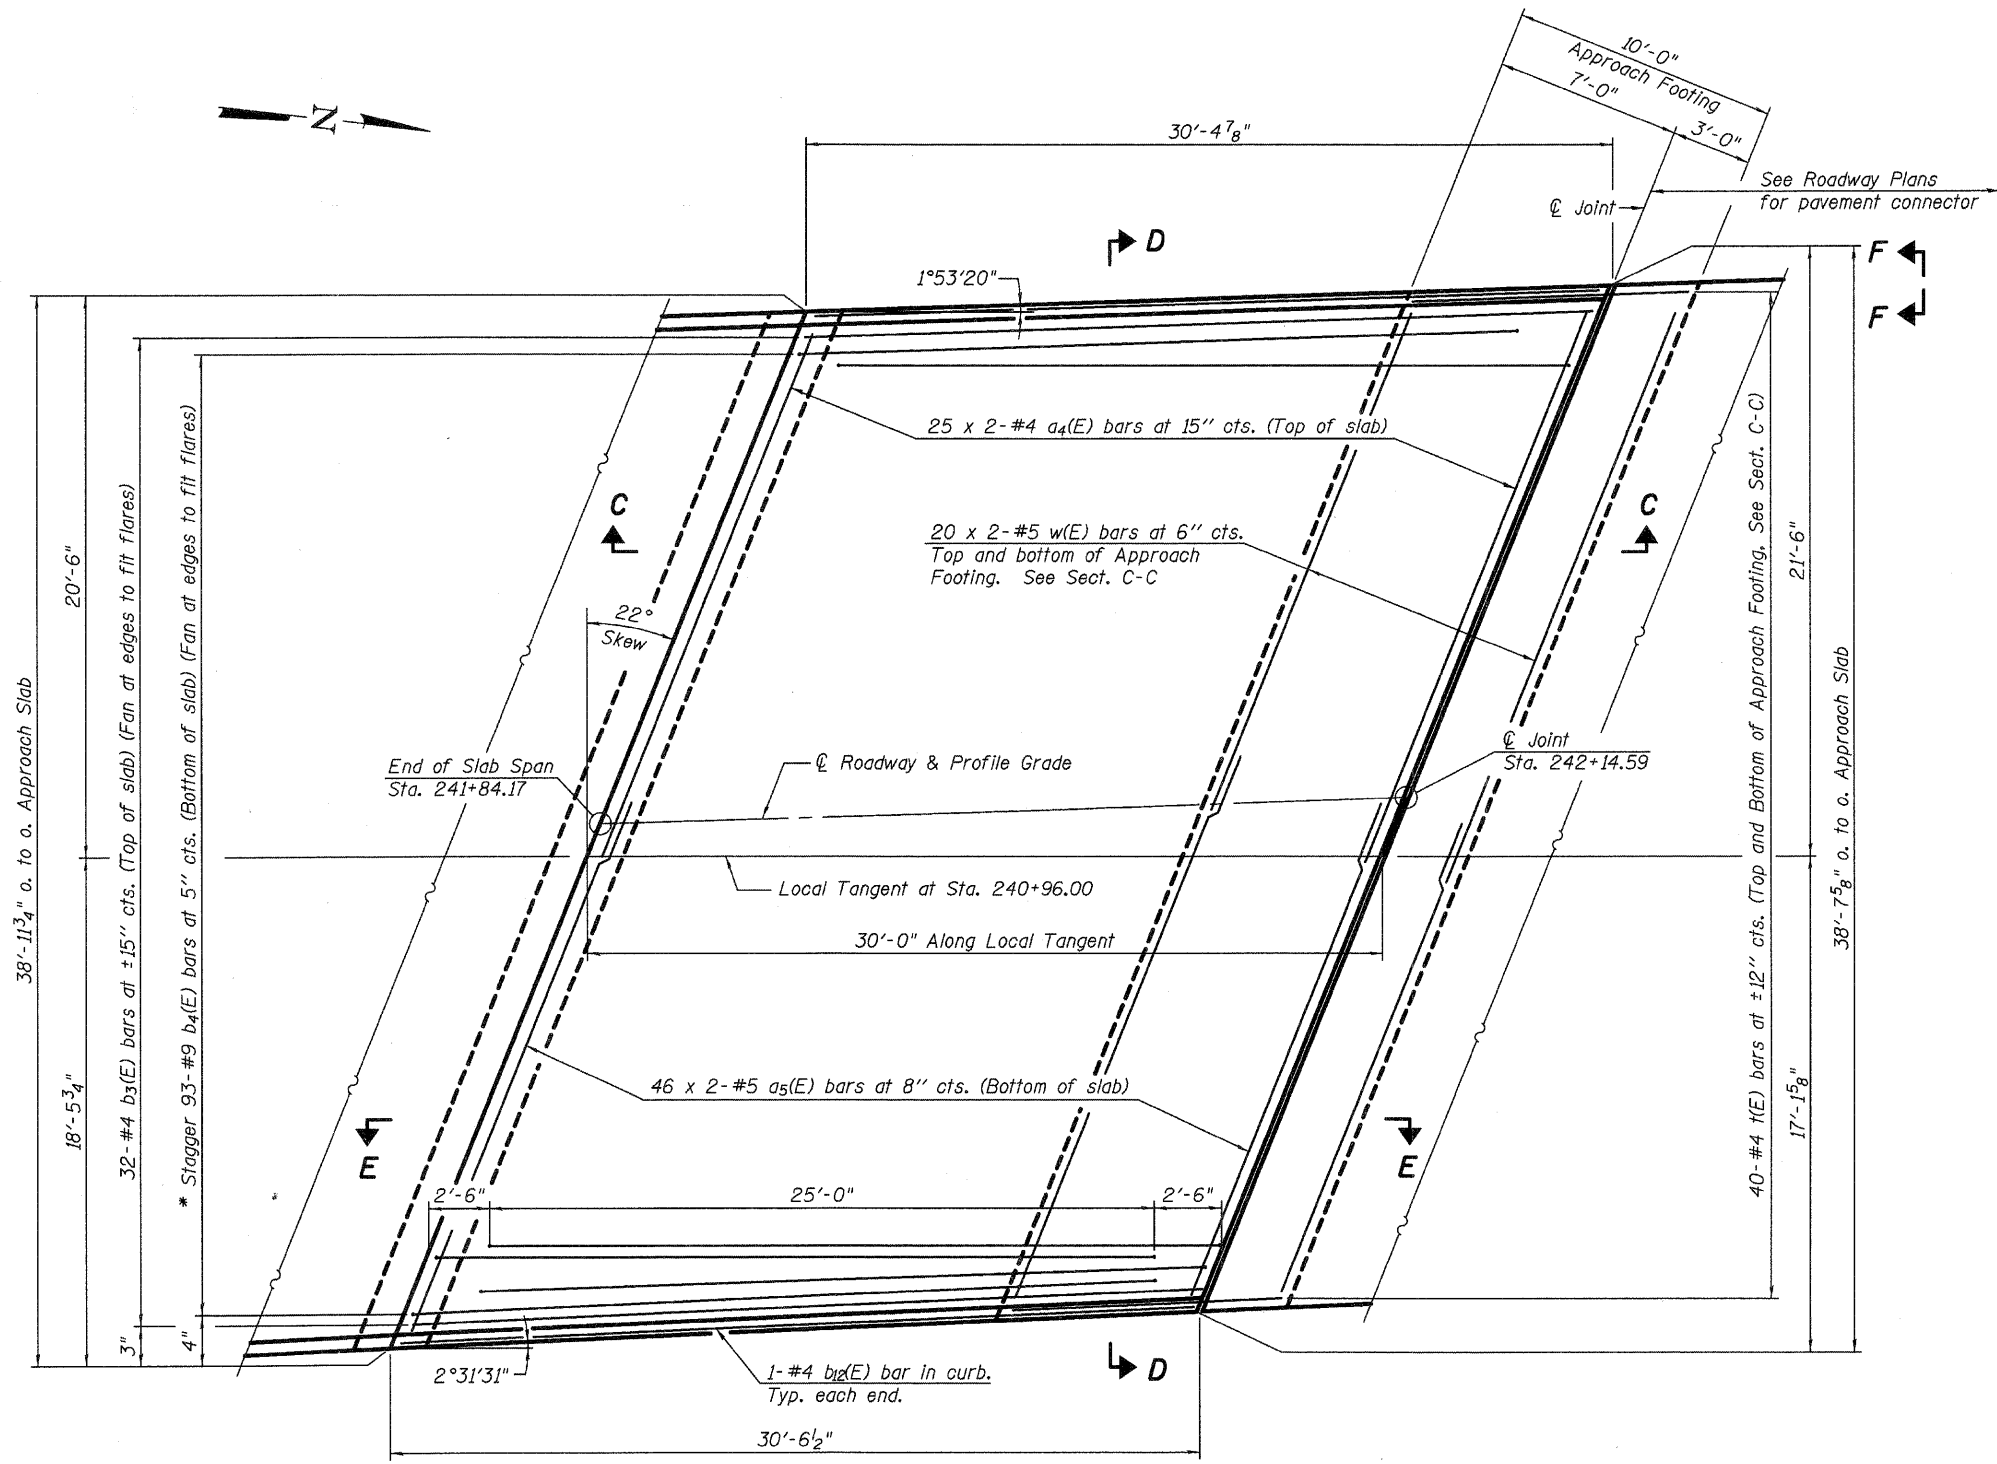 10'-0"
Approach Footing
7'-0"
3'-0"
N
30'-4 7/8"
See Roadway Plans
for pavement connector
℄ Joint
D
F
F
1°53'20"
25 x 2-#4 a4(E) bars at 15" cts. (Top of slab)
C
C
20 x 2-#5 w(E) bars at 6" cts.
Top and bottom of Approach
Footing. See Sect. C-C
22°
Skew
38'-11 3/4" o. to o. Approach Slab
20'-6"
18'-5 3/4"
32-#4 b3(E) bars at ±15" cts. (Top of slab) (Fan at edges to fit flares)
3"
* Stagger 93-#9 b4(E) bars at 5" cts. (Bottom of slab) (Fan at edges to fit flares)
4"
End of Slab Span
Sta. 241+84.17
℄ Roadway & Profile Grade
℄ Joint
Sta. 242+14.59
Local Tangent at Sta. 240+96.00
30'-0" Along Local Tangent
40-#4 t(E) bars at ±12" cts. (Top and Bottom of Approach Footing, See Sect. C-C)
21'-6"
17'-1 5/8"
38'-7 5/8" o. to o. Approach Slab
46 x 2-#5 a5(E) bars at 8" cts. (Bottom of slab)
E
E
2'-6"
25'-0"
2'-6"
2°31'31"
1-#4 b12(E) bar in curb.
Typ. each end.
D
30'-6 1/2"